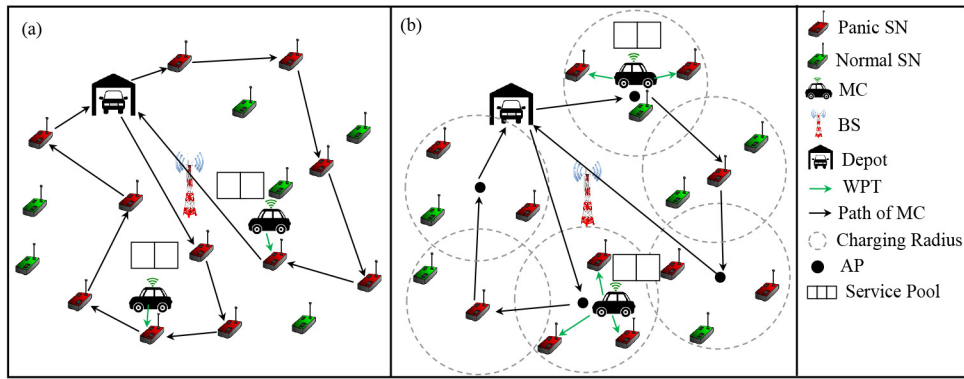 (a)
(b)
Panic SN
Normal SN
MC
BS
Depot
WPT
Path of MC
Charging Radius
AP
Service Pool